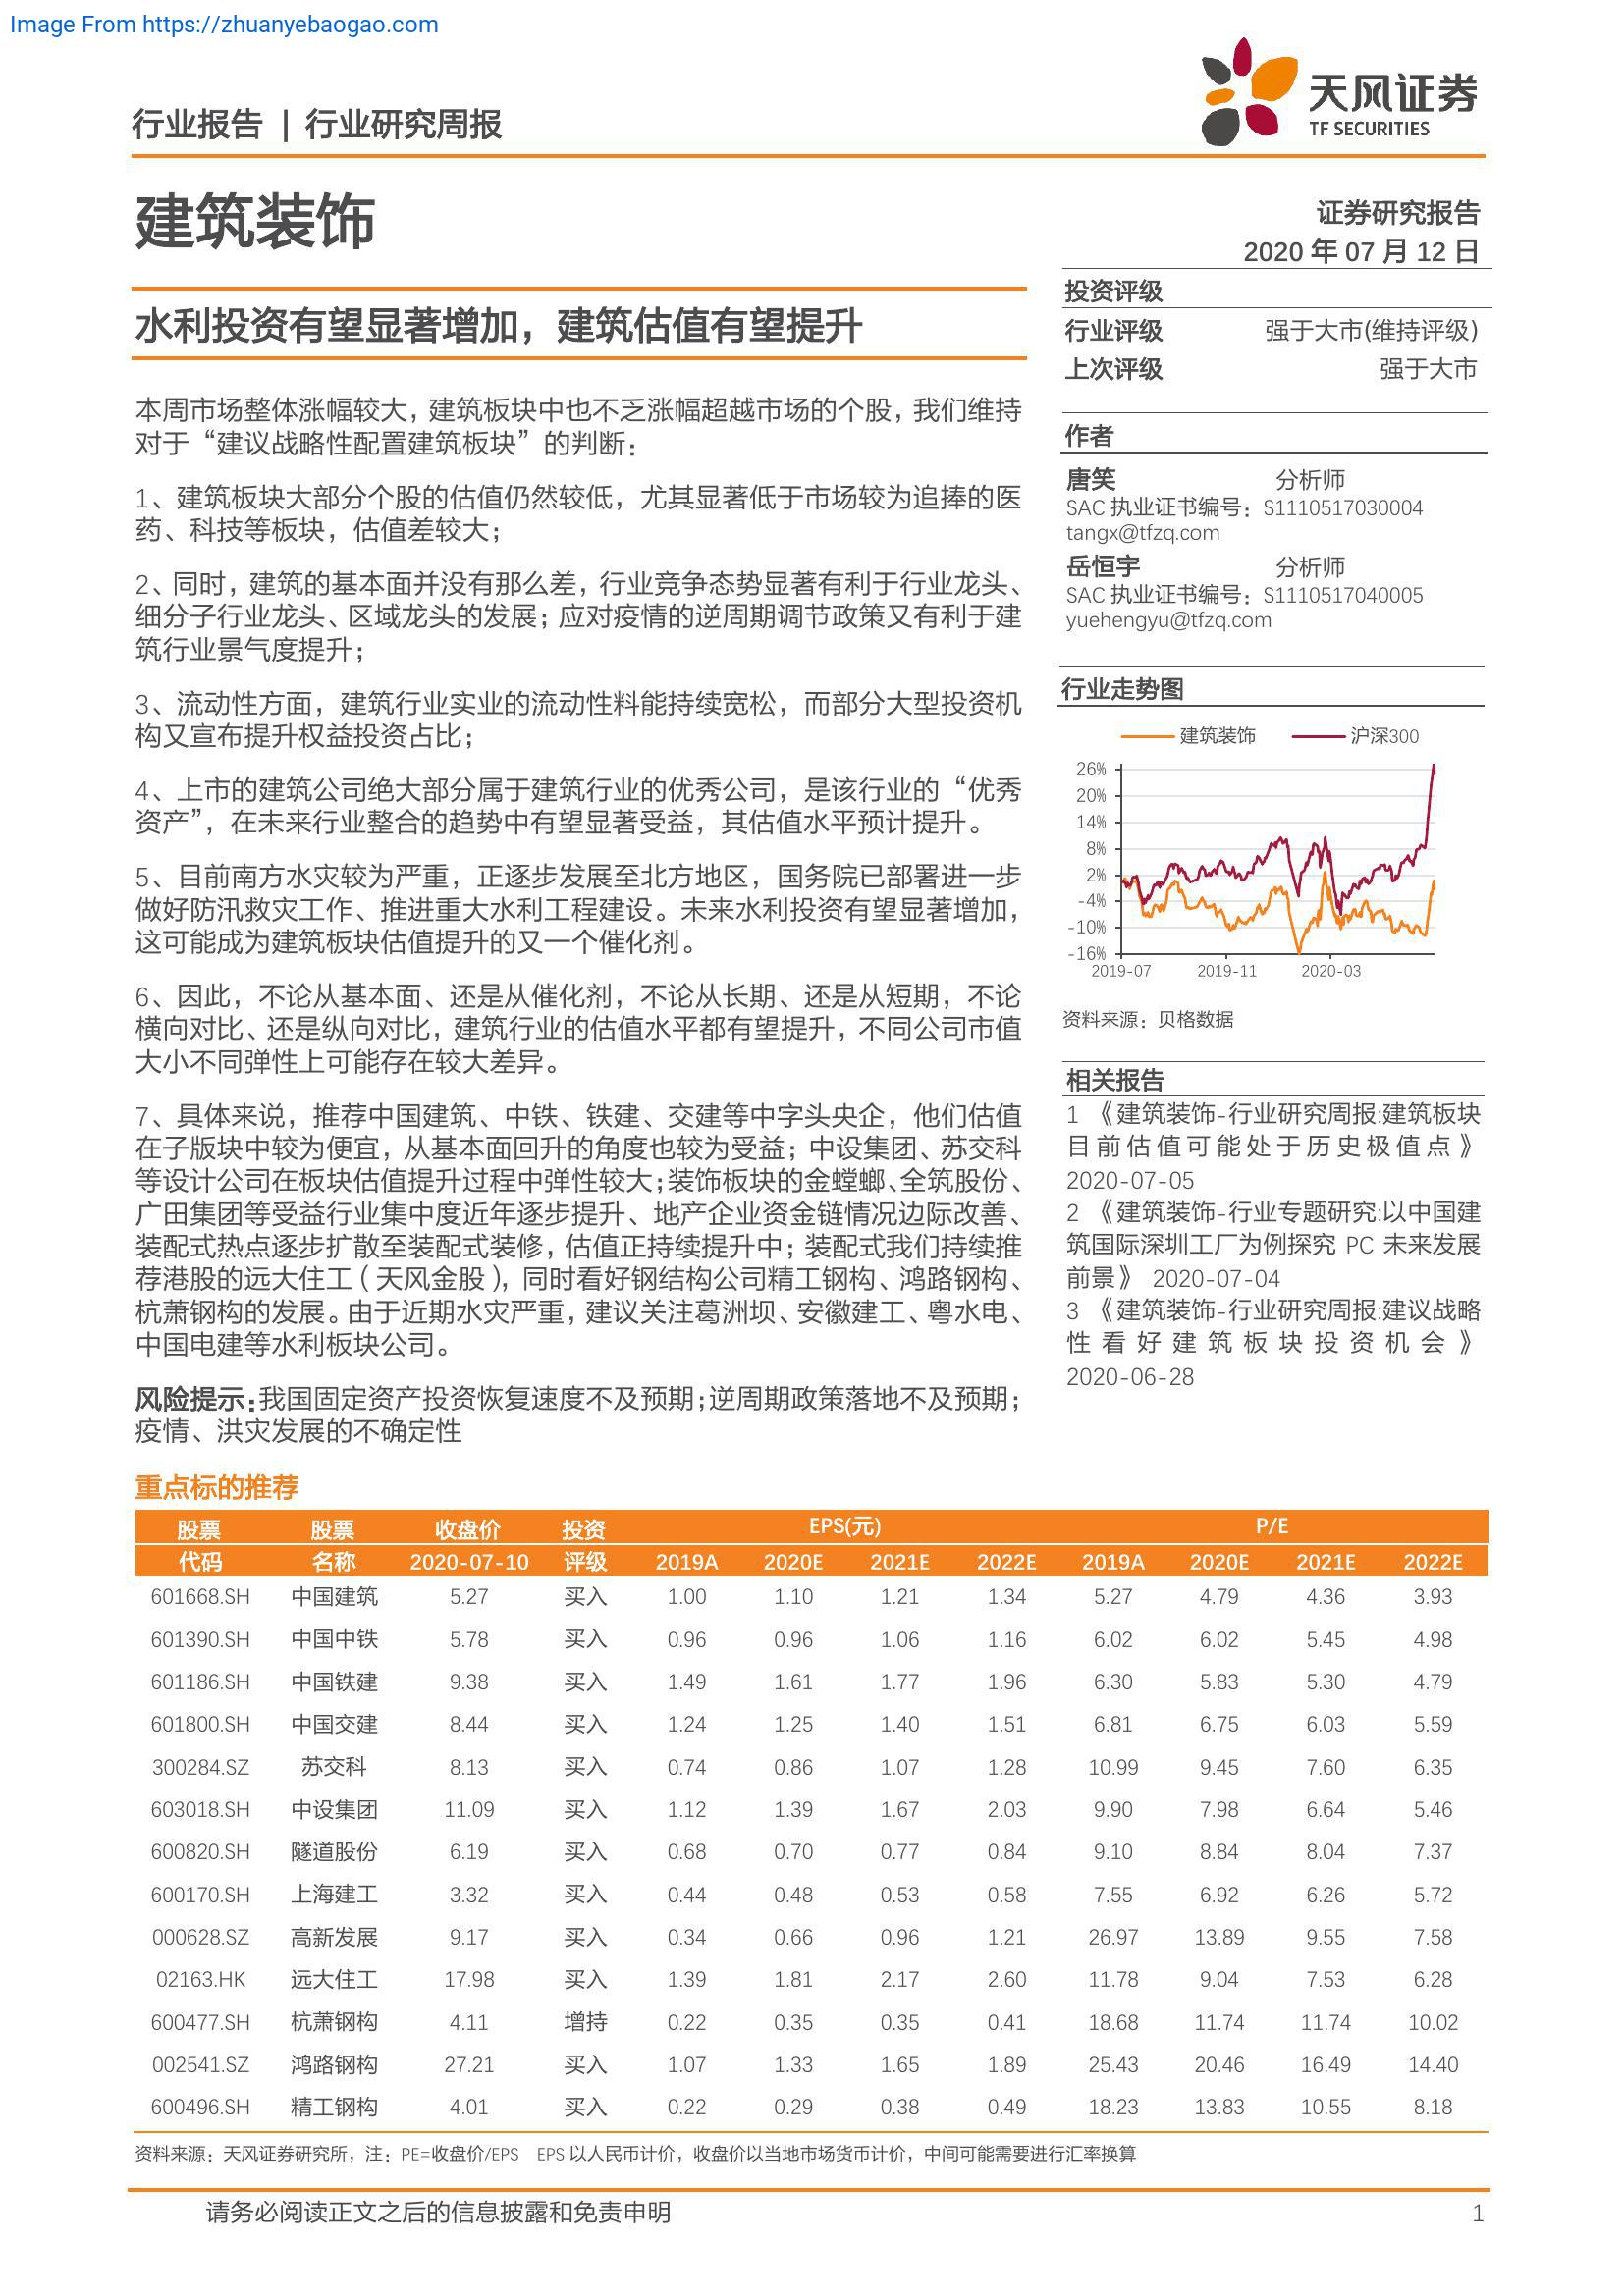 Image From https://zhuanyebaogao.com
天风证券
TF SECURITIES
行业报告 | 行业研究周报
建筑装饰
证券研究报告
2020 年 07 月 12 日
水利投资有望显著增加，建筑估值有望提升
本周市场整体涨幅较大，建筑板块中也不乏涨幅超越市场的个股，我们维持
对于“建议战略性配置建筑板块”的判断：
1、建筑板块大部分个股的估值仍然较低，尤其显著低于市场较为追捧的医
药、科技等板块，估值差较大；
2、同时，建筑的基本面并没有那么差，行业竞争态势显著有利于行业龙头、
细分子行业龙头、区域龙头的发展；应对疫情的逆周期调节政策又有利于建
筑行业景气度提升；
3、流动性方面，建筑行业实业的流动性料能持续宽松，而部分大型投资机
构又宣布提升权益投资占比；
4、上市的建筑公司绝大部分属于建筑行业的优秀公司，是该行业的“优秀
资产”，在未来行业整合的趋势中有望显著受益，其估值水平预计提升。
5、目前南方水灾较为严重，正逐步发展至北方地区，国务院已部署进一步
做好防汛救灾工作、推进重大水利工程建设。未来水利投资有望显著增加，
这可能成为建筑板块估值提升的又一个催化剂。
6、因此，不论从基本面、还是从催化剂，不论从长期、还是从短期，不论
横向对比、还是纵向对比，建筑行业的估值水平都有望提升，不同公司市值
大小不同弹性上可能存在较大差异。
7、具体来说，推荐中国建筑、中铁、铁建、交建等中字头央企，他们估值
在子版块中较为便宜，从基本面回升的角度也较为受益；中设集团、苏交科
等设计公司在板块估值提升过程中弹性较大；装饰板块的金螳螂、全筑股份、
广田集团等受益行业集中度近年逐步提升、地产企业资金链情况边际改善、
装配式热点逐步扩散至装配式装修，估值正持续提升中；装配式我们持续推
荐港股的远大住工（天风金股），同时看好钢结构公司精工钢构、鸿路钢构、
杭萧钢构的发展。由于近期水灾严重，建议关注葛洲坝、安徽建工、粤水电、
中国电建等水利板块公司。
风险提示：我国固定资产投资恢复速度不及预期；逆周期政策落地不及预期；
疫情、洪灾发展的不确定性
投资评级
行业评级 强于大市(维持评级)
上次评级 强于大市
作者
唐笑 分析师
SAC 执业证书编号：S1110517030004
tangx@tfzq.com
岳恒宇 分析师
SAC 执业证书编号：S1110517040005
yuehengyu@tfzq.com
行业走势图
建筑装饰 沪深300
26%
20%
14%
8%
2%
-4%
-10%
-16%
2019-07 2019-11 2020-03
资料来源：贝格数据
相关报告
1 《建筑装饰-行业研究周报:建筑板块
目前估值可能处于历史极值点》
2020-07-05
2 《建筑装饰-行业专题研究:以中国建
筑国际深圳工厂为例探究 PC 未来发展
前景》 2020-07-04
3 《建筑装饰-行业研究周报:建议战略
性看好建筑板块投资机会》
2020-06-28
重点标的推荐
股票 股票 收盘价 投资 EPS(元) P/E
代码 名称 2020-07-10 评级 2019A 2020E 2021E 2022E 2019A 2020E 2021E 2022E
601668.SH 中国建筑 5.27 买入 1.00 1.10 1.21 1.34 5.27 4.79 4.36 3.93
601390.SH 中国中铁 5.78 买入 0.96 0.96 1.06 1.16 6.02 6.02 5.45 4.98
601186.SH 中国铁建 9.38 买入 1.49 1.61 1.77 1.96 6.30 5.83 5.30 4.79
601800.SH 中国交建 8.44 买入 1.24 1.25 1.40 1.51 6.81 6.75 6.03 5.59
300284.SZ 苏交科 8.13 买入 0.74 0.86 1.07 1.28 10.99 9.45 7.60 6.35
603018.SH 中设集团 11.09 买入 1.12 1.39 1.67 2.03 9.90 7.98 6.64 5.46
600820.SH 隧道股份 6.19 买入 0.68 0.70 0.77 0.84 9.10 8.84 8.04 7.37
600170.SH 上海建工 3.32 买入 0.44 0.48 0.53 0.58 7.55 6.92 6.26 5.72
000628.SZ 高新发展 9.17 买入 0.34 0.66 0.96 1.21 26.97 13.89 9.55 7.58
02163.HK 远大住工 17.98 买入 1.39 1.81 2.17 2.60 11.78 9.04 7.53 6.28
600477.SH 杭萧钢构 4.11 增持 0.22 0.35 0.35 0.41 18.68 11.74 11.74 10.02
002541.SZ 鸿路钢构 27.21 买入 1.07 1.33 1.65 1.89 25.43 20.46 16.49 14.40
600496.SH 精工钢构 4.01 买入 0.22 0.29 0.38 0.49 18.23 13.83 10.55 8.18
资料来源：天风证券研究所，注：PE=收盘价/EPS EPS 以人民币计价，收盘价以当地市场货币计价，中间可能需要进行汇率换算
请务必阅读正文之后的信息披露和免责申明 1